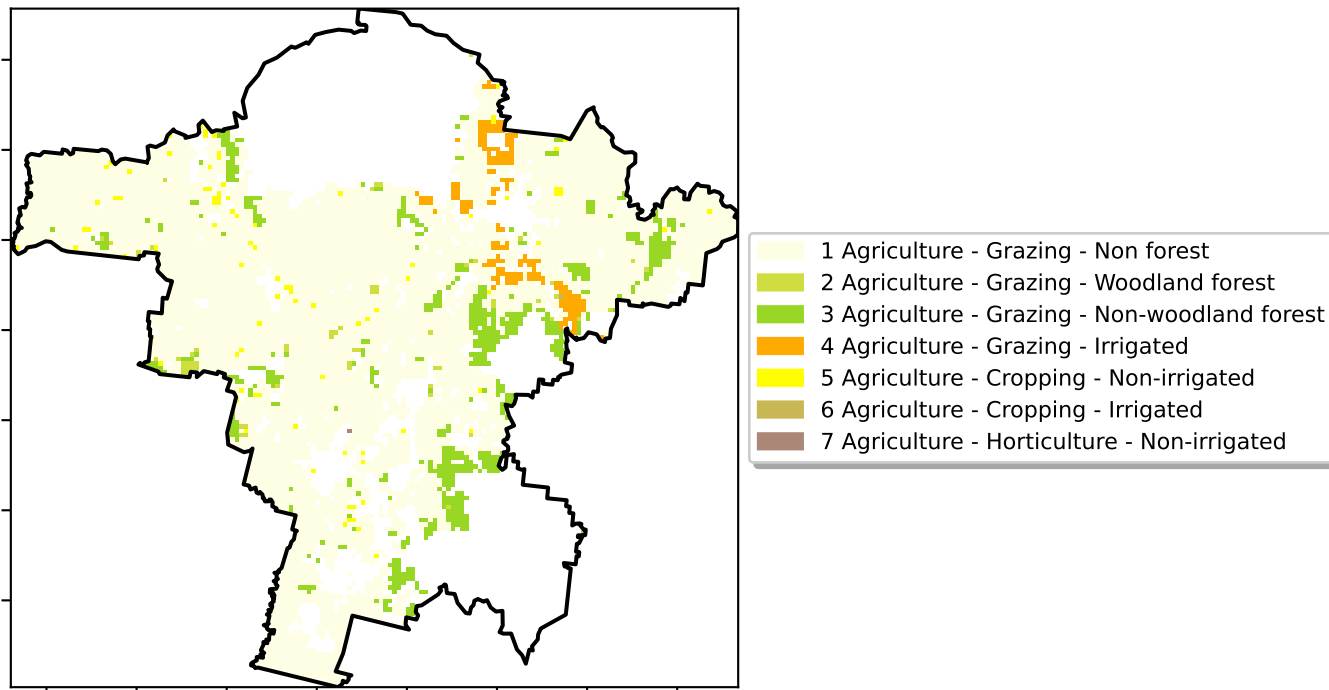 1 Agriculture - Grazing - Non forest
2 Agriculture - Grazing - Woodland forest
3 Agriculture - Grazing - Non-woodland forest
4 Agriculture - Grazing - Irrigated
5 Agriculture - Cropping - Non-irrigated
6 Agriculture - Cropping - Irrigated
7 Agriculture - Horticulture - Non-irrigated